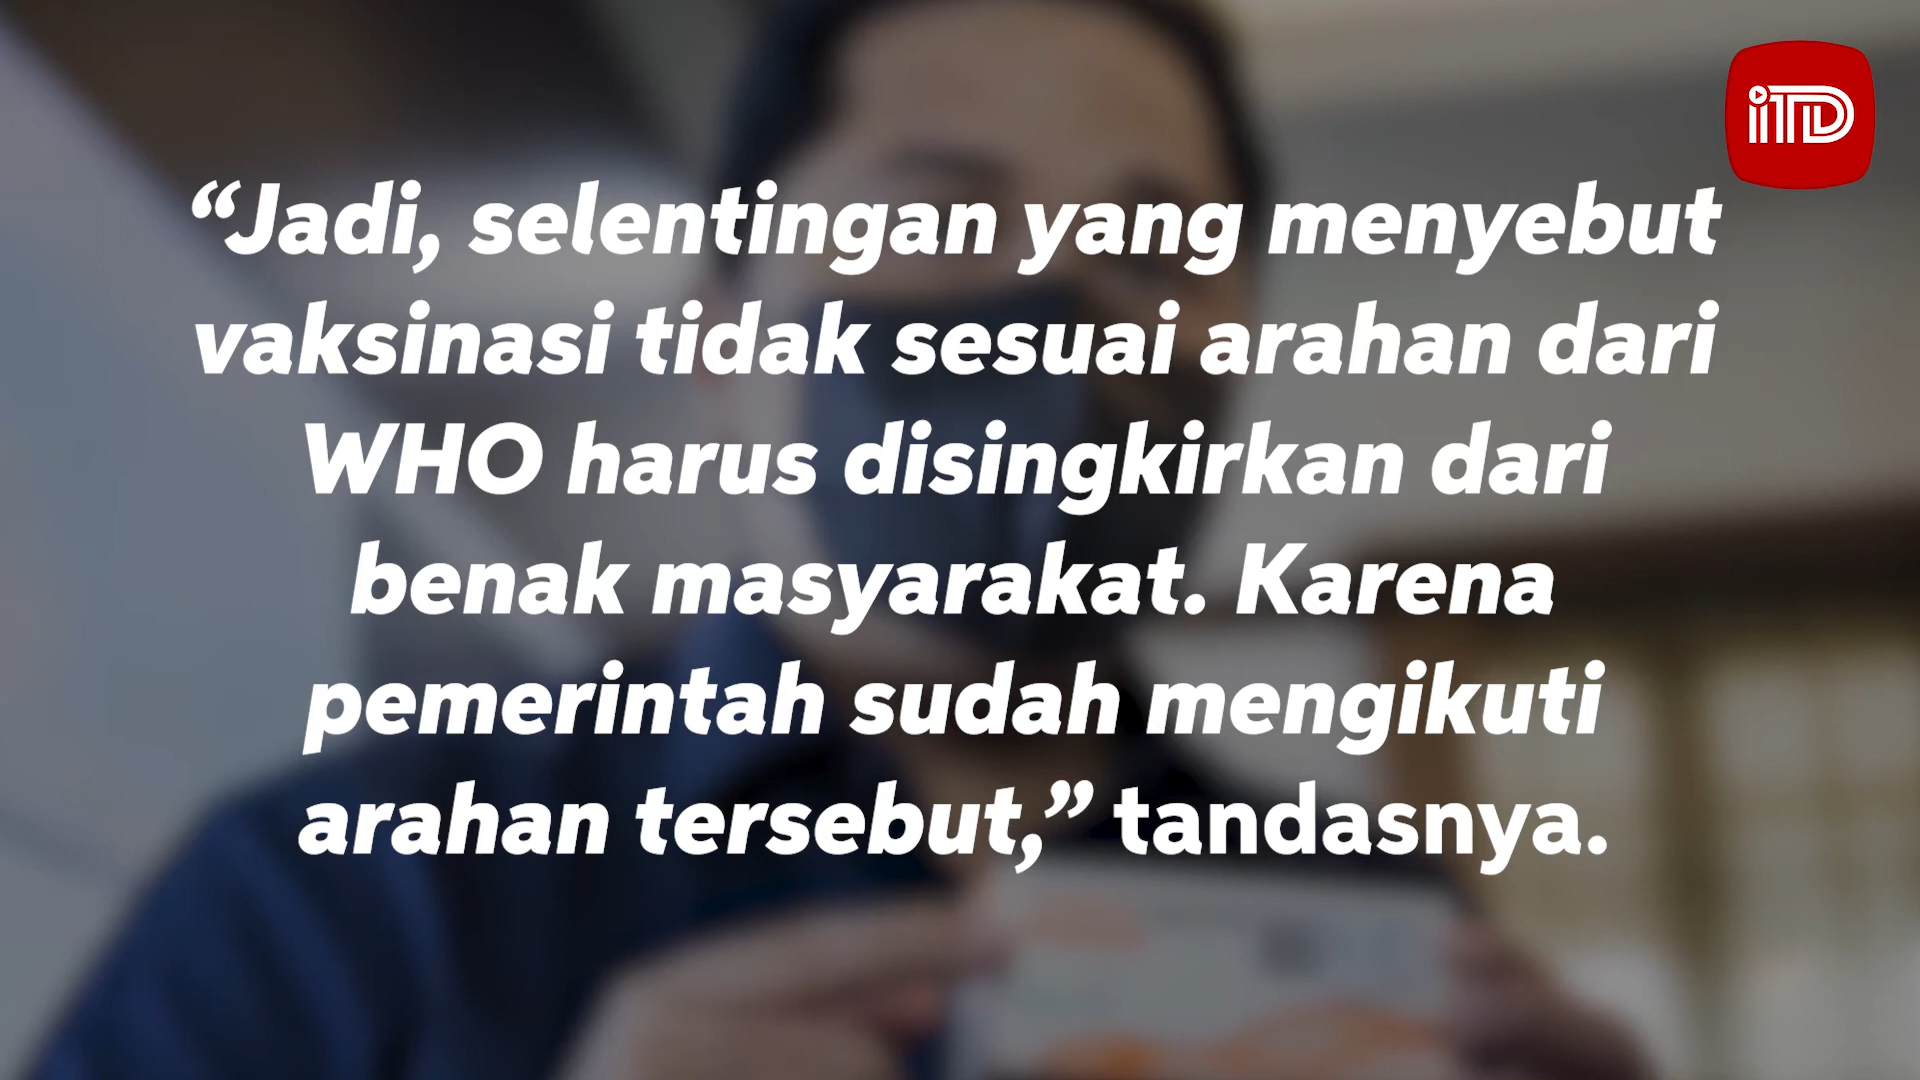 iTD
“Jadi, selentingan yang menyebut
vaksinasi tidak sesuai arahan dari
WHO harus disingkirkan dari
benak masyarakat. Karena
pemerintah sudah mengikuti
arahan tersebut,” tandasnya.